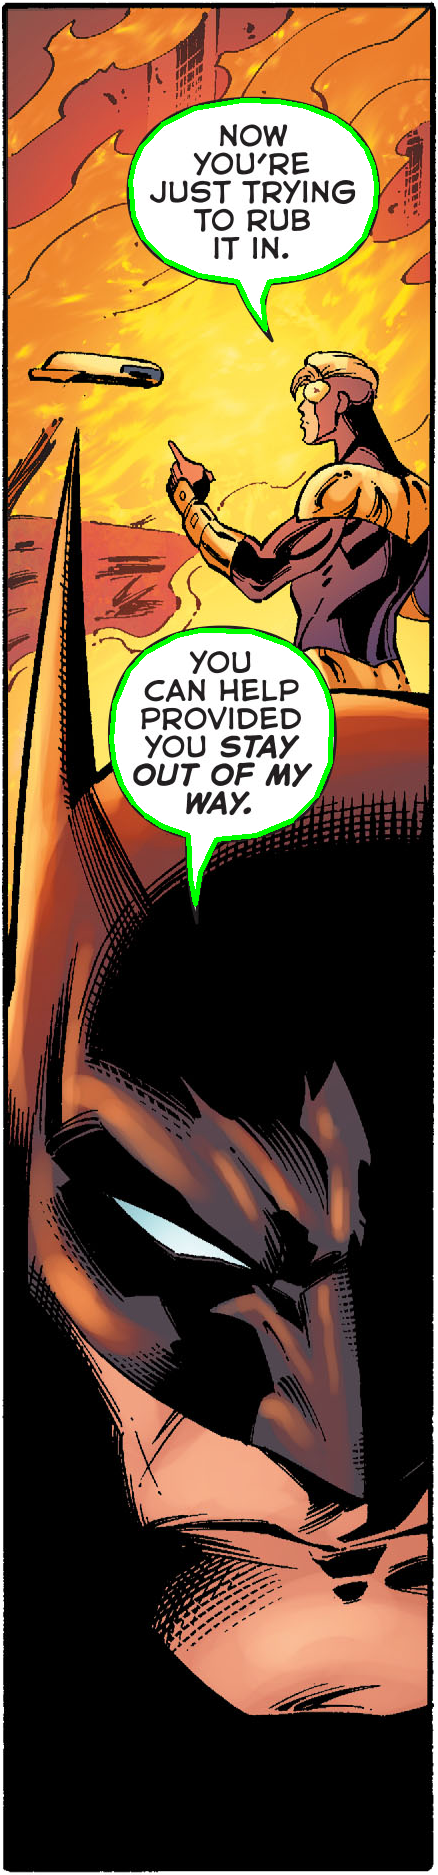 NOW
YOU'RE
JUST TRYING
TO RUB
IT IN.
YOU
CAN HELP
PROVIDED
YOU STAY
OUT OF MY
WAY.